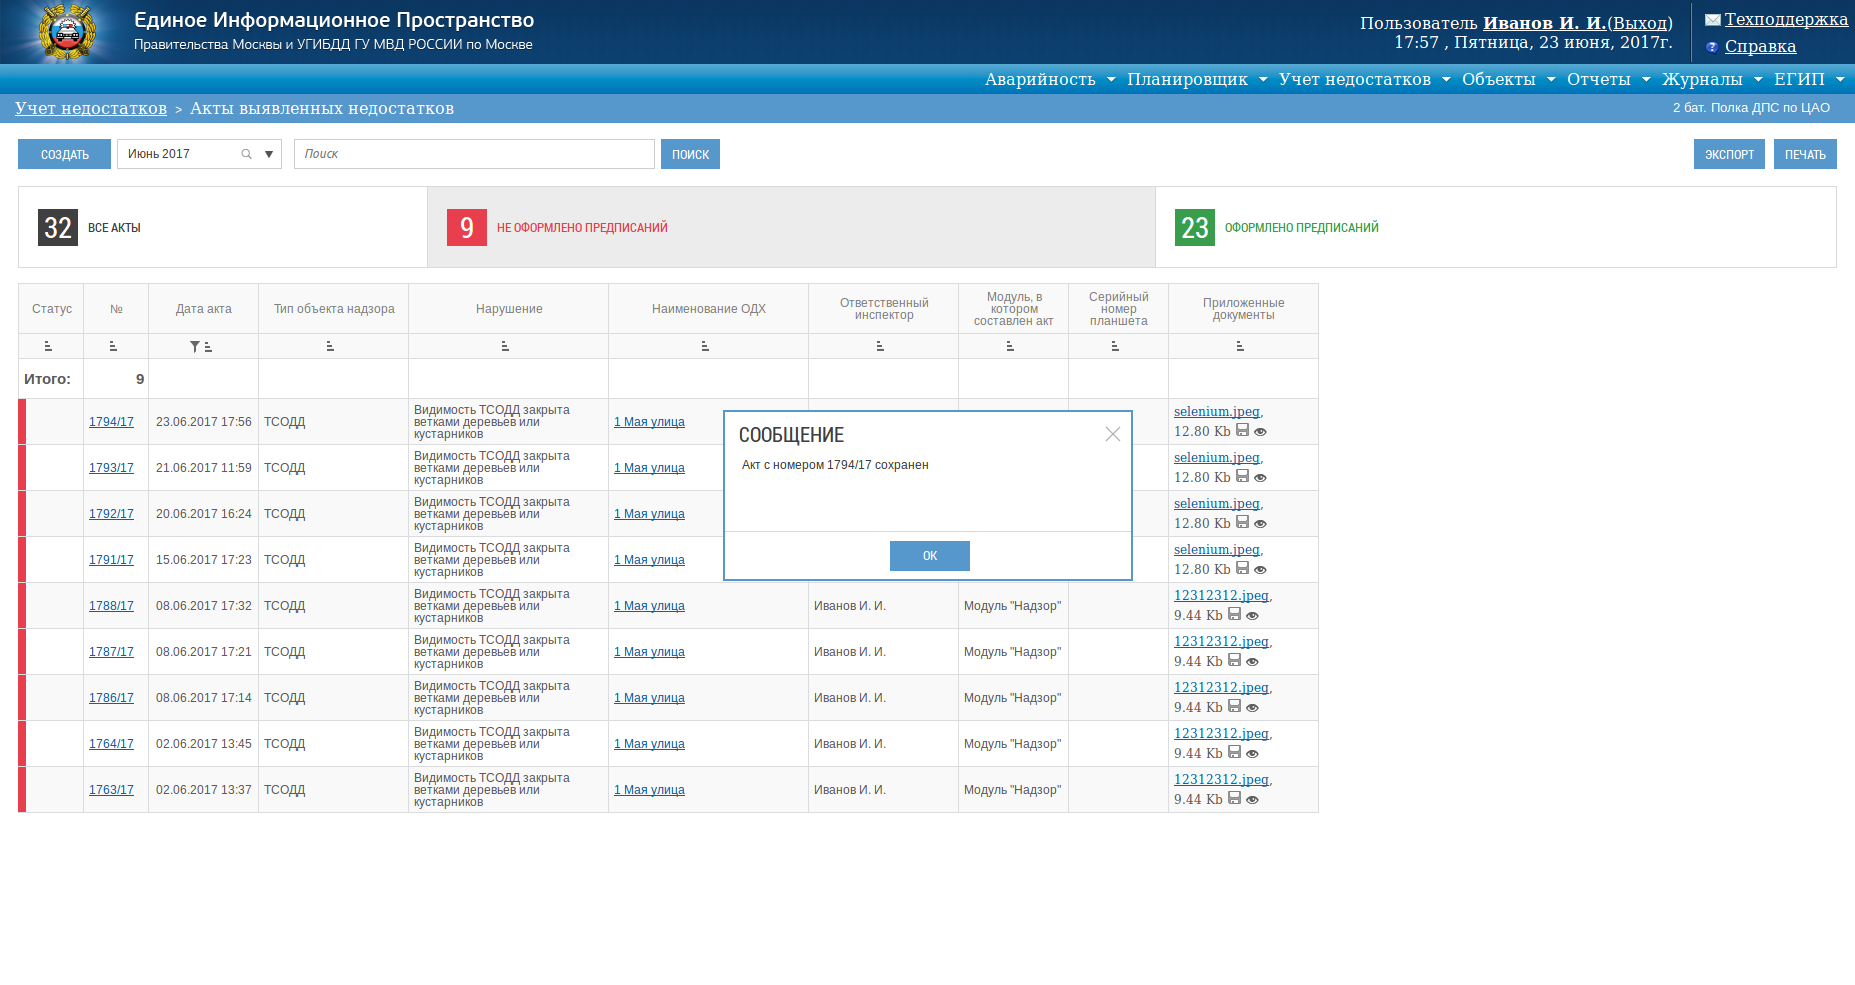 Единое Информационное Пространство
Правительства Москвы и УГИБДД ГУ МВД РОССИИ по Москве
Пользователь Иванов И. И.(Выход)
17:57 , Пятница, 23 июня, 2017г.
Техподдержка
Справка
Аварийность Планировщик Учет недостатков Объекты Отчеты Журналы ЕГИП
Учет недостатков > Акты выявленных недостатков
2 бат. Полка ДПС по ЦАО
СОЗДАТЬ Июнь 2017 Поиск ПОИСК ЭКСПОРТ ПЕЧАТЬ
32 ВСЕ АКТЫ
9 НЕ ОФОРМЛЕНО ПРЕДПИСАНИЙ
23 ОФОРМЛЕНО ПРЕДПИСАНИЙ
Статус
№
Дата акта
Тип объекта надзора
Нарушение
Наименование ОДХ
Ответственный
инспектор
Модуль, в
котором
составлен акт
Серийный
номер
планшета
Приложенные
документы
Итого: 9
1794/17 23.06.2017 17:56 ТСОДД
Видимость ТСОДД закрыта
ветками деревьев или
кустарников
1 Мая улица
selenium.jpeg,
12.80 Kb
1793/17 21.06.2017 11:59 ТСОДД
Видимость ТСОДД закрыта
ветками деревьев или
кустарников
1 Мая улица
selenium.jpeg,
12.80 Kb
1792/17 20.06.2017 16:24 ТСОДД
Видимость ТСОДД закрыта
ветками деревьев или
кустарников
1 Мая улица
selenium.jpeg,
12.80 Kb
1791/17 15.06.2017 17:23 ТСОДД
Видимость ТСОДД закрыта
ветками деревьев или
кустарников
1 Мая улица
selenium.jpeg,
12.80 Kb
СООБЩЕНИЕ
Акт с номером 1794/17 сохранен
ОК
1788/17 08.06.2017 17:32 ТСОДД
Видимость ТСОДД закрыта
ветками деревьев или
кустарников
1 Мая улица Иванов И. И. Модуль "Надзор"
12312312.jpeg,
9.44 Kb
1787/17 08.06.2017 17:21 ТСОДД
Видимость ТСОДД закрыта
ветками деревьев или
кустарников
1 Мая улица Иванов И. И. Модуль "Надзор"
12312312.jpeg,
9.44 Kb
1786/17 08.06.2017 17:14 ТСОДД
Видимость ТСОДД закрыта
ветками деревьев или
кустарников
1 Мая улица Иванов И. И. Модуль "Надзор"
12312312.jpeg,
9.44 Kb
1764/17 02.06.2017 13:45 ТСОДД
Видимость ТСОДД закрыта
ветками деревьев или
кустарников
1 Мая улица Иванов И. И. Модуль "Надзор"
12312312.jpeg,
9.44 Kb
1763/17 02.06.2017 13:37 ТСОДД
Видимость ТСОДД закрыта
ветками деревьев или
кустарников
1 Мая улица Иванов И. И. Модуль "Надзор"
12312312.jpeg,
9.44 Kb